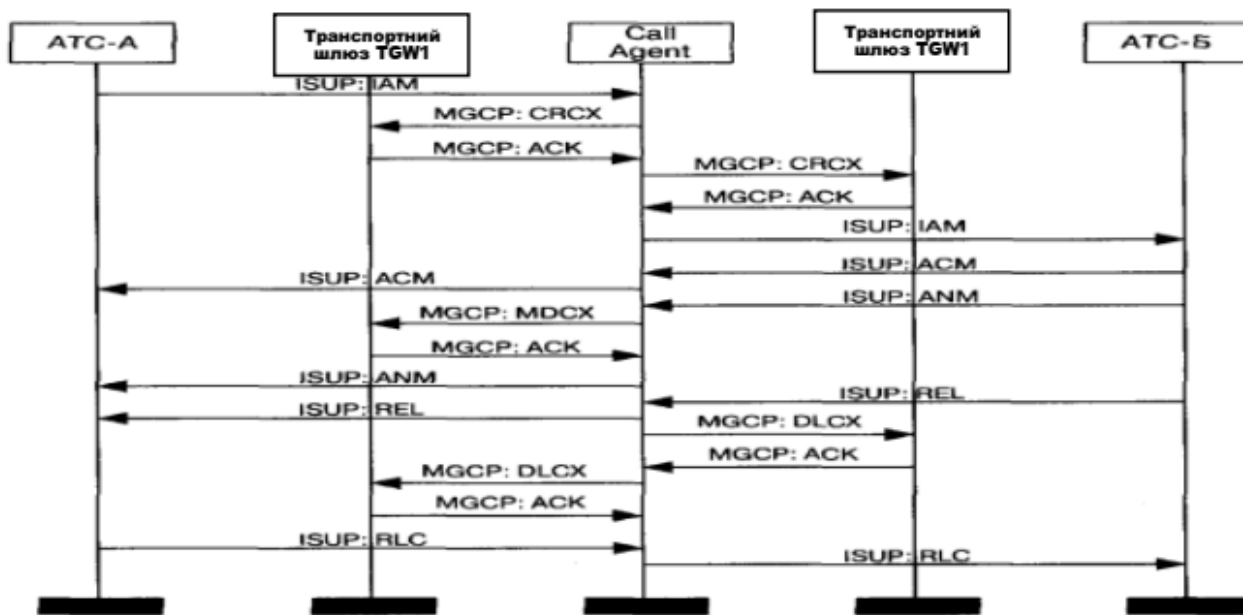 АТС-А
Транспортний
шлюз TGW1
Call
Agent
Транспортний
шлюз TGW1
АТС-Б
ISUP: IAM
MGCP: CRCX
MGCP: ACK
MGCP: CRCX
MGCP: ACK
ISUP: IAM
ISUP: ACM
ISUP: ACM
ISUP: ANM
MGCP: MDCX
MGCP: ACK
ISUP: ANM
ISUP: REL
ISUP: REL
MGCP: DLCX
MGCP: ACK
MGCP: DLCX
MGCP: ACK
ISUP: RLC
ISUP: RLC